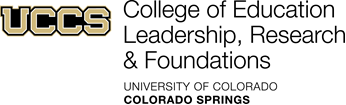 UCCS
College of Education
Leadership, Research
& Foundations
UNIVERSITY OF COLORADO
COLORADO SPRINGS